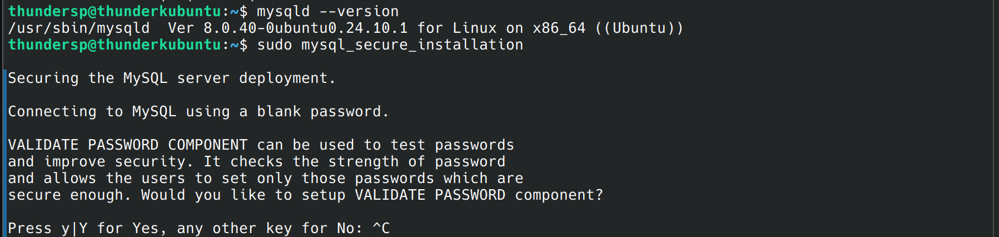 thundersp@thunderkubuntu:~$ mysqld --version
/usr/sbin/mysqld  Ver 8.0.40-0ubuntu0.24.10.1 for Linux on x86_64 ((Ubuntu))
thundersp@thunderkubuntu:~$ sudo mysql_secure_installation
Securing the MySQL server deployment.
Connecting to MySQL using a blank password.
VALIDATE PASSWORD COMPONENT can be used to test passwords
and improve security. It checks the strength of password
and allows the users to set only those passwords which are
secure enough. Would you like to setup VALIDATE PASSWORD component?
Press y|Y for Yes, any other key for No: ^C